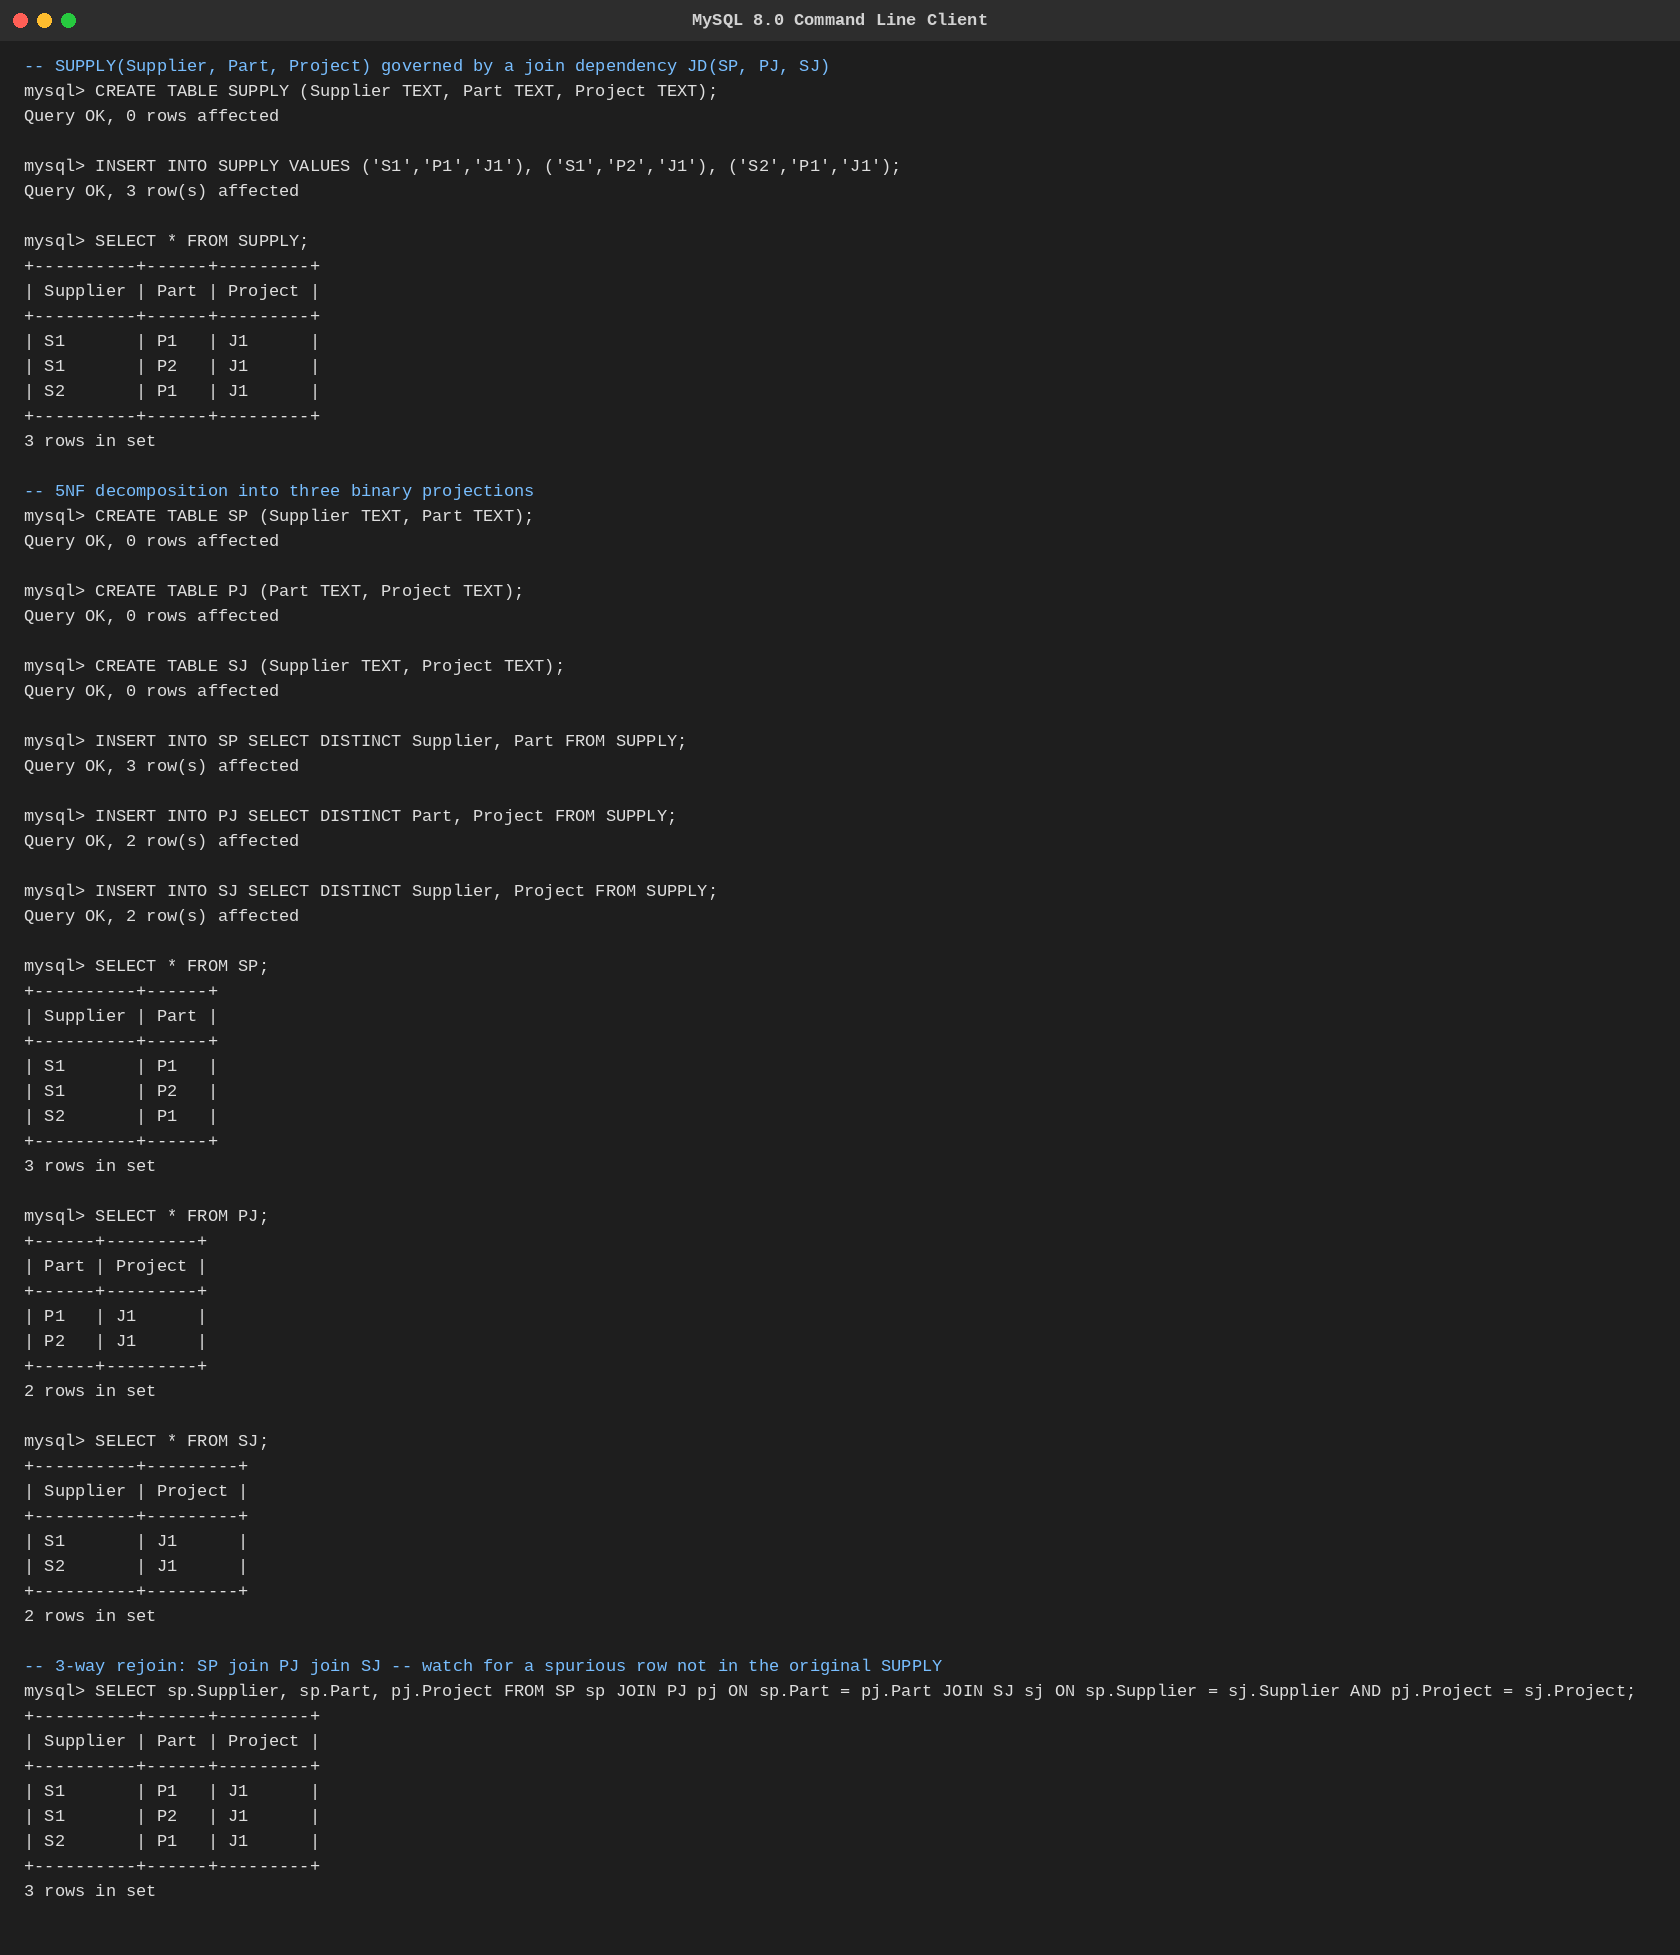 MySQL 8.0 Command Line Client
-- SUPPLY(Supplier, Part, Project) governed by a join dependency JD(SP, PJ, SJ)
mysql> CREATE TABLE SUPPLY (Supplier TEXT, Part TEXT, Project TEXT);
Query OK, 0 rows affected
mysql> INSERT INTO SUPPLY VALUES ('S1','P1','J1'), ('S1','P2','J1'), ('S2','P1','J1');
Query OK, 3 row(s) affected
mysql> SELECT * FROM SUPPLY;
+----------+------+---------+
| Supplier | Part | Project |
+----------+------+---------+
| S1       | P1   | J1      |
| S1       | P2   | J1      |
| S2       | P1   | J1      |
+----------+------+---------+
3 rows in set
-- 5NF decomposition into three binary projections
mysql> CREATE TABLE SP (Supplier TEXT, Part TEXT);
Query OK, 0 rows affected
mysql> CREATE TABLE PJ (Part TEXT, Project TEXT);
Query OK, 0 rows affected
mysql> CREATE TABLE SJ (Supplier TEXT, Project TEXT);
Query OK, 0 rows affected
mysql> INSERT INTO SP SELECT DISTINCT Supplier, Part FROM SUPPLY;
Query OK, 3 row(s) affected
mysql> INSERT INTO PJ SELECT DISTINCT Part, Project FROM SUPPLY;
Query OK, 2 row(s) affected
mysql> INSERT INTO SJ SELECT DISTINCT Supplier, Project FROM SUPPLY;
Query OK, 2 row(s) affected
mysql> SELECT * FROM SP;
+----------+------+
| Supplier | Part |
+----------+------+
| S1       | P1   |
| S1       | P2   |
| S2       | P1   |
+----------+------+
3 rows in set
mysql> SELECT * FROM PJ;
+------+---------+
| Part | Project |
+------+---------+
| P1   | J1      |
| P2   | J1      |
+------+---------+
2 rows in set
mysql> SELECT * FROM SJ;
+----------+---------+
| Supplier | Project |
+----------+---------+
| S1       | J1      |
| S2       | J1      |
+----------+---------+
2 rows in set
-- 3-way rejoin: SP join PJ join SJ -- watch for a spurious row not in the original SUPPLY
mysql> SELECT sp.Supplier, sp.Part, pj.Project FROM SP sp JOIN PJ pj ON sp.Part = pj.Part JOIN SJ sj ON sp.Supplier = sj.Supplier AND pj.Project = sj.Project;
+----------+------+---------+
| Supplier | Part | Project |
+----------+------+---------+
| S1       | P1   | J1      |
| S1       | P2   | J1      |
| S2       | P1   | J1      |
+----------+------+---------+
3 rows in set